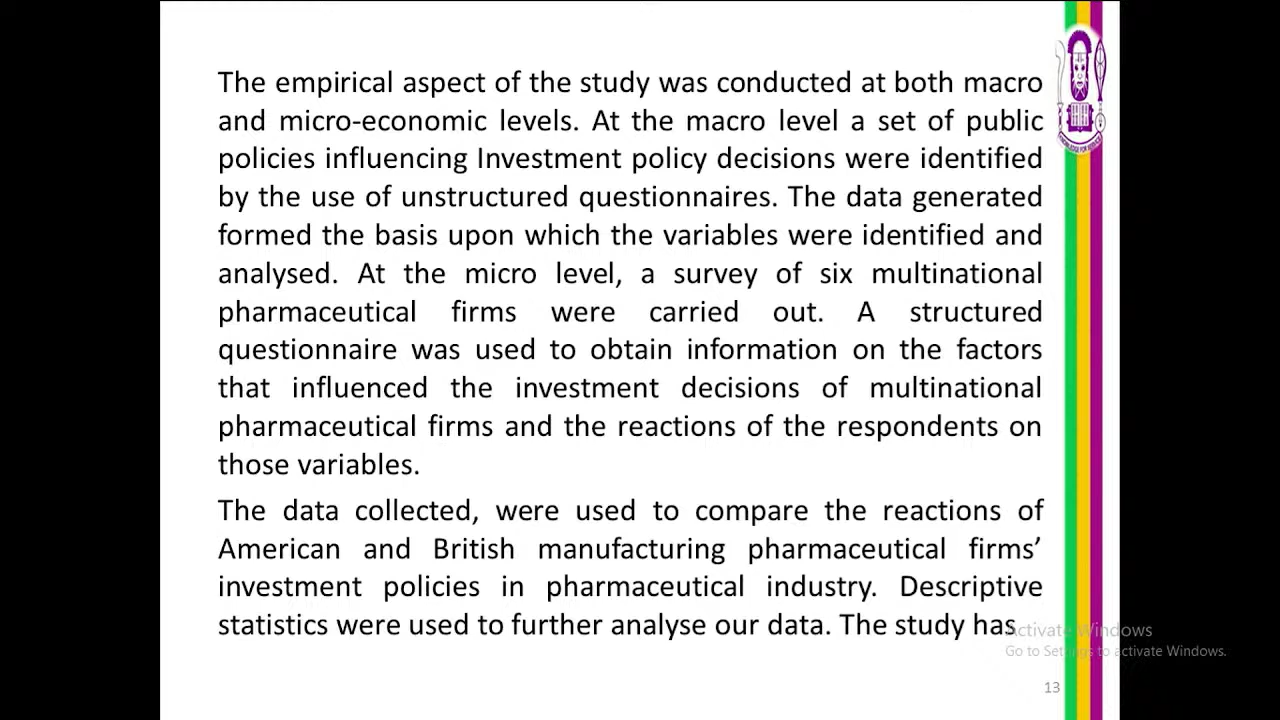 The empirical aspect of the study was conducted at both macro
and micro-economic levels. At the macro level a set of public
policies influencing Investment policy decisions were identified
by the use of unstructured questionnaires. The data generated
formed the basis upon which the variables were identified and
analysed. At the micro level, a survey of six multinational
pharmaceutical firms were carried out. A structured
questionnaire was used to obtain information on the factors
that influenced the investment decisions of multinational
pharmaceutical firms and the reactions of the respondents on
those variables.
The data collected, were used to compare the reactions of
American and British manufacturing pharmaceutical firms’
investment policies in pharmaceutical industry. Descriptive
statistics were used to further analyse our data. The study has
Activate Windows
Go to Settings to activate Windows.
13
KNOWLEDGE FOR SERVICE